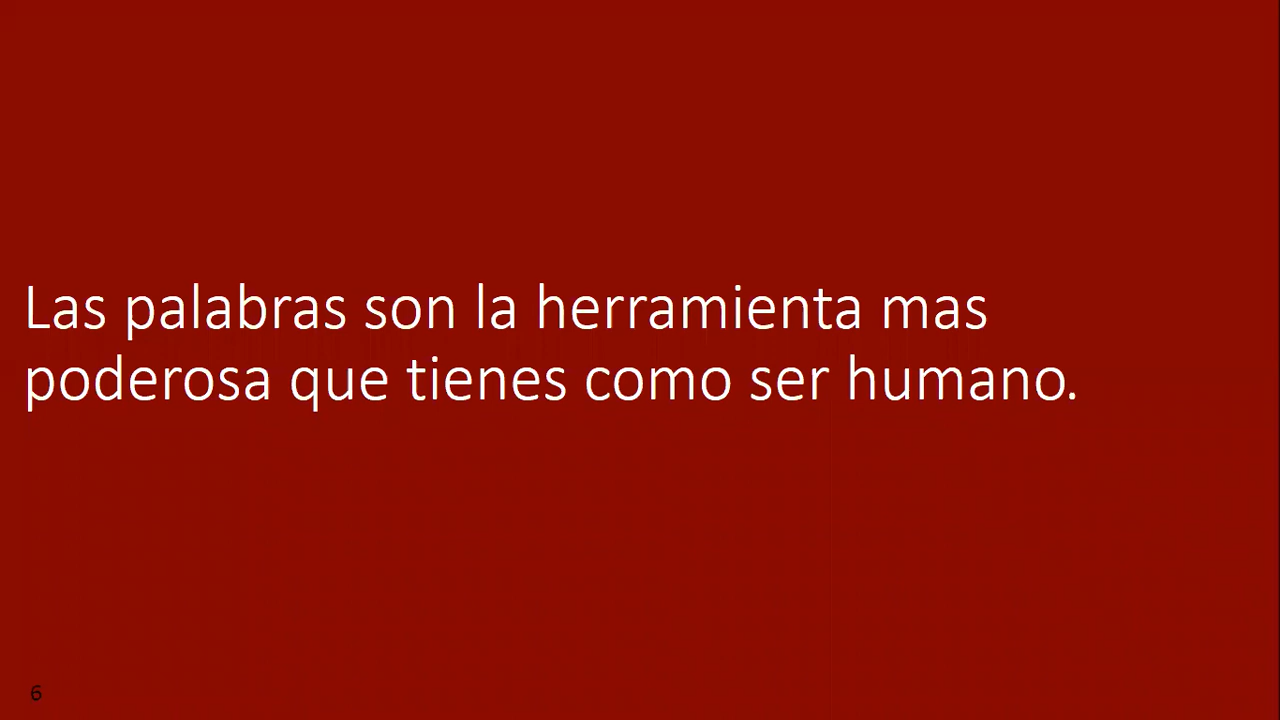 Las palabras son la herramienta mas
poderosa que tienes como ser humano.
6